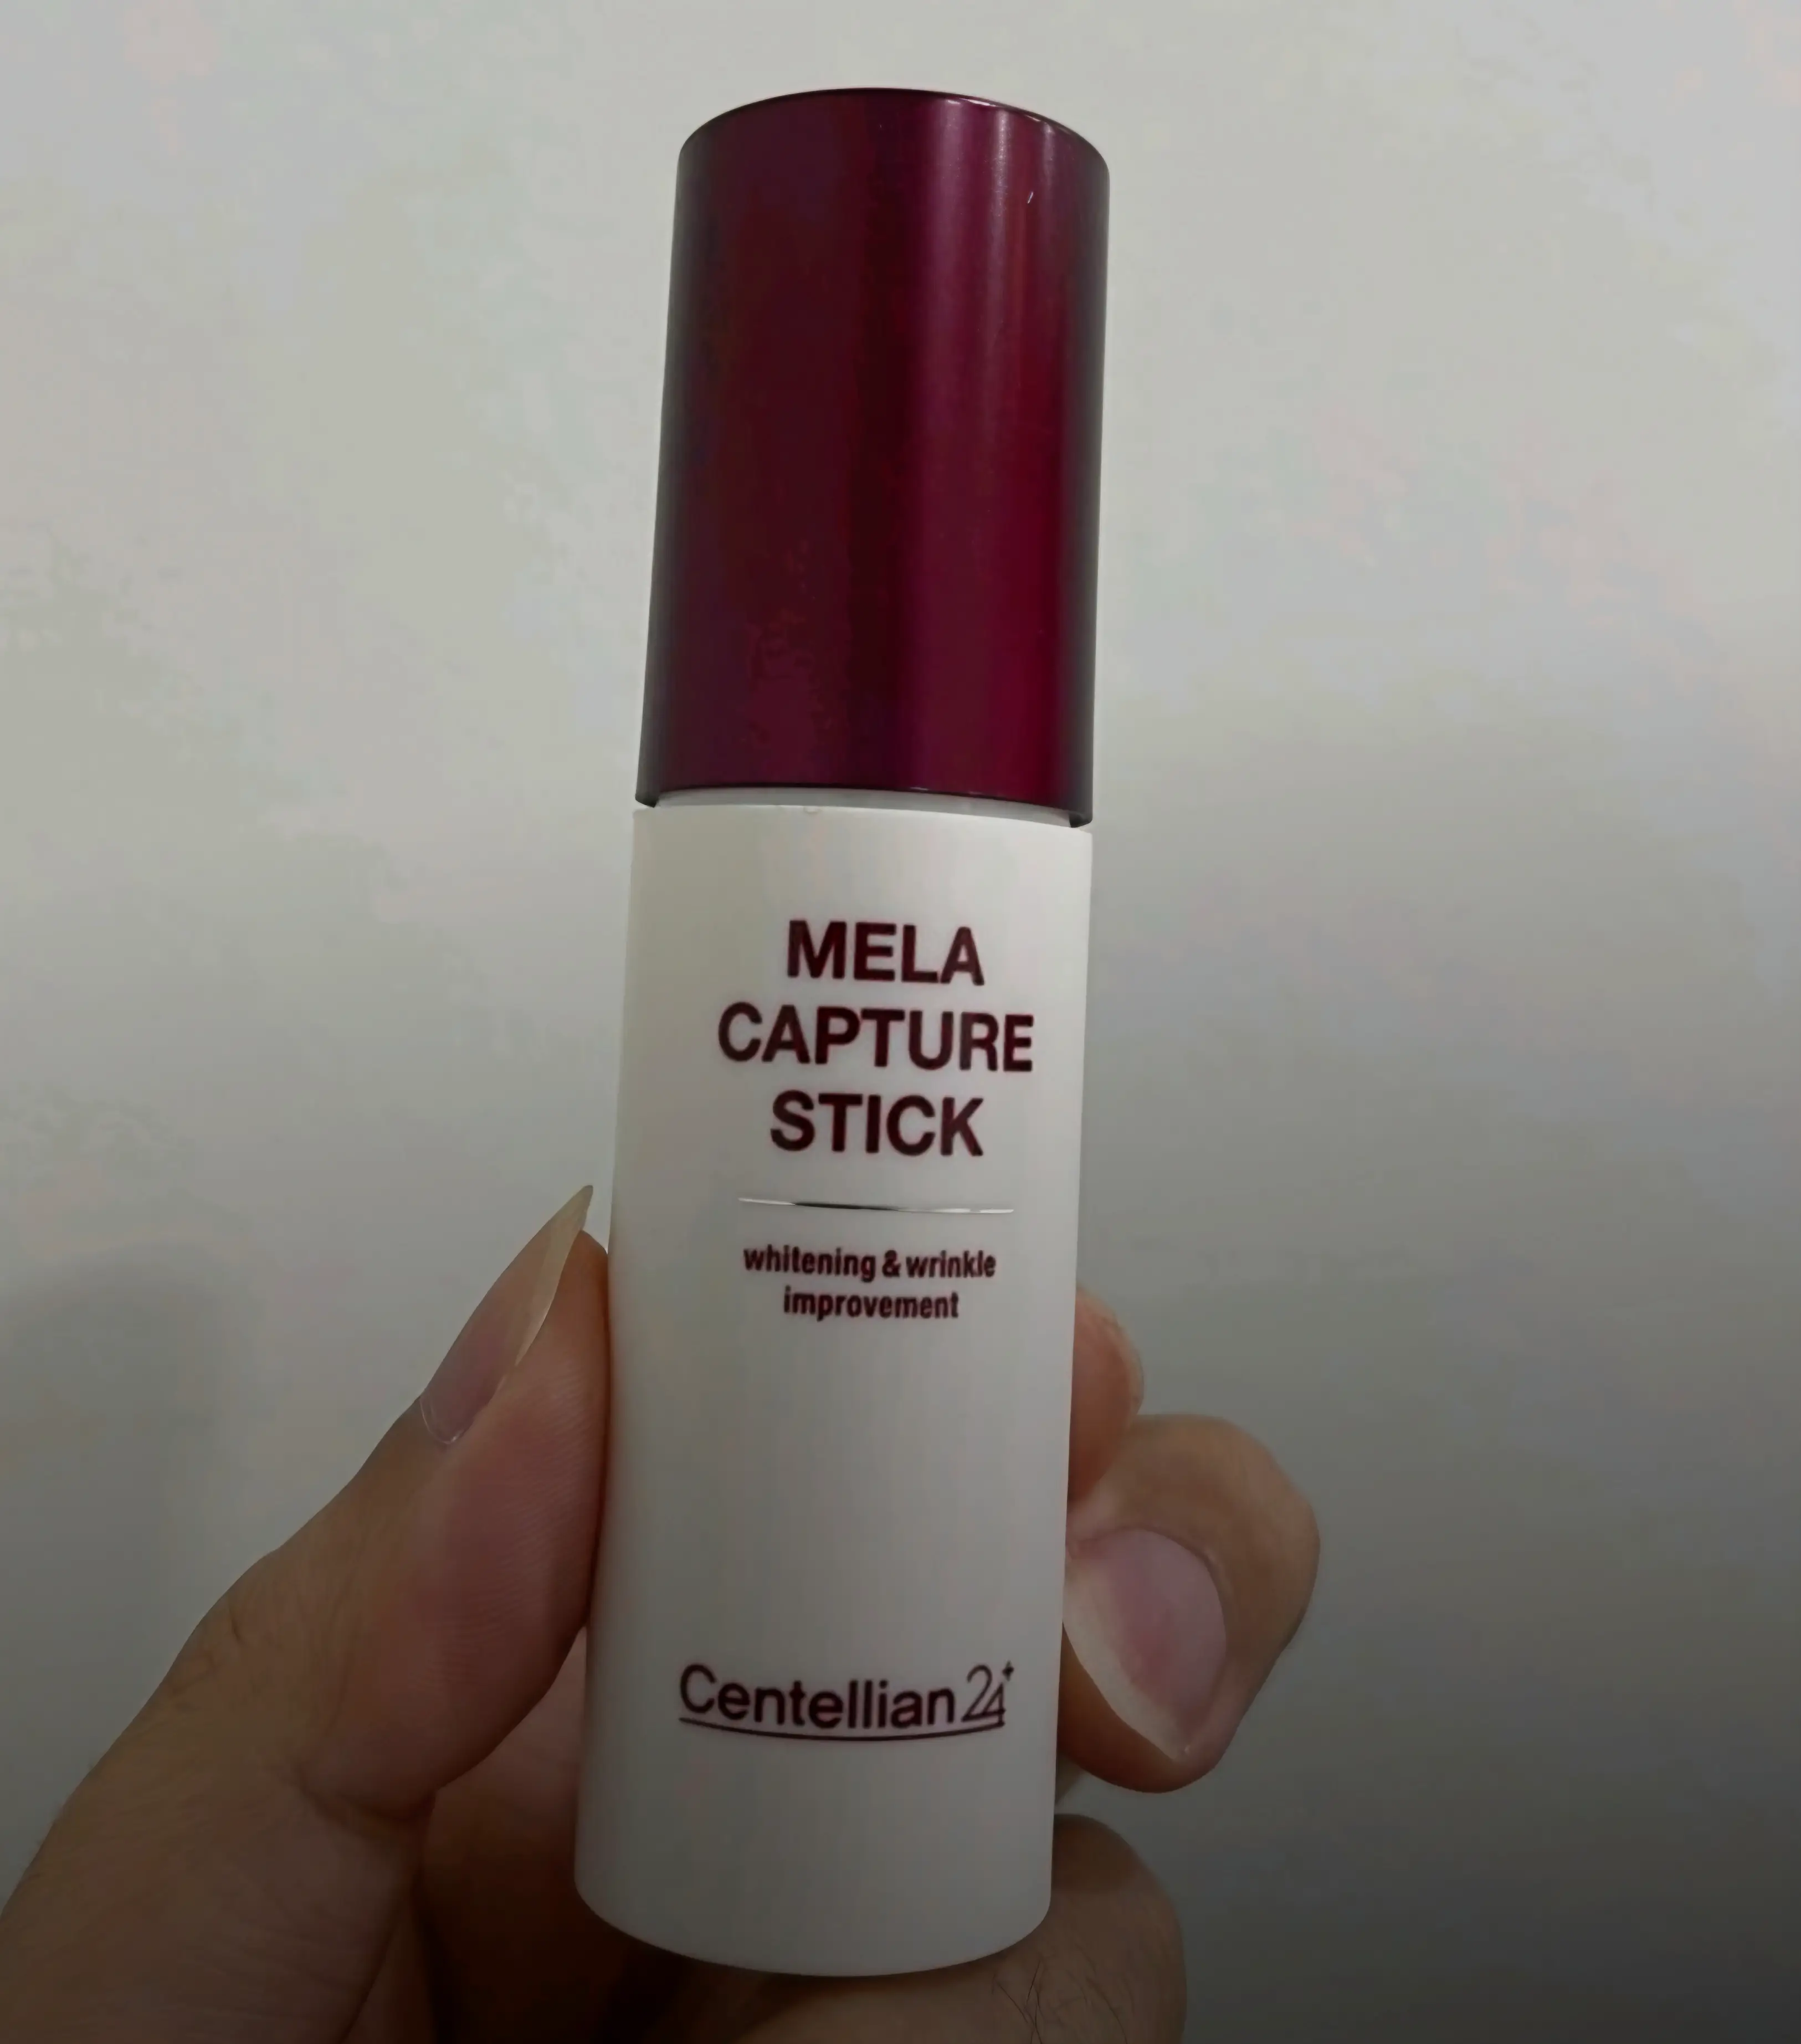 MELA
CAPTURE
STICK
whitening & wrinkle
improvement
Centellian24+